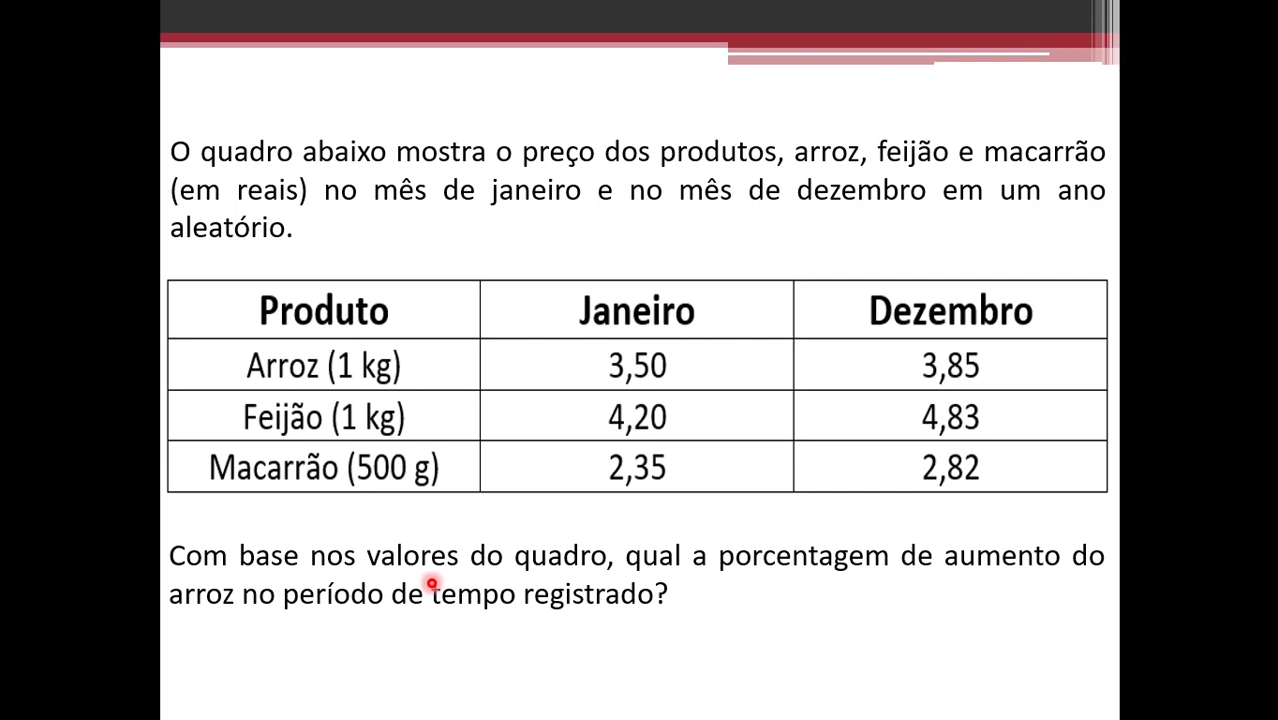 O quadro abaixo mostra o preço dos produtos, arroz, feijão e macarrão
(em reais) no mês de janeiro e no mês de dezembro em um ano
aleatório.
Produto Janeiro Dezembro
Arroz (1 kg) 3,50 3,85
Feijão (1 kg) 4,20 4,83
Macarrão (500 g) 2,35 2,82
Com base nos valores do quadro, qual a porcentagem de aumento do
arroz no período de tempo registrado?